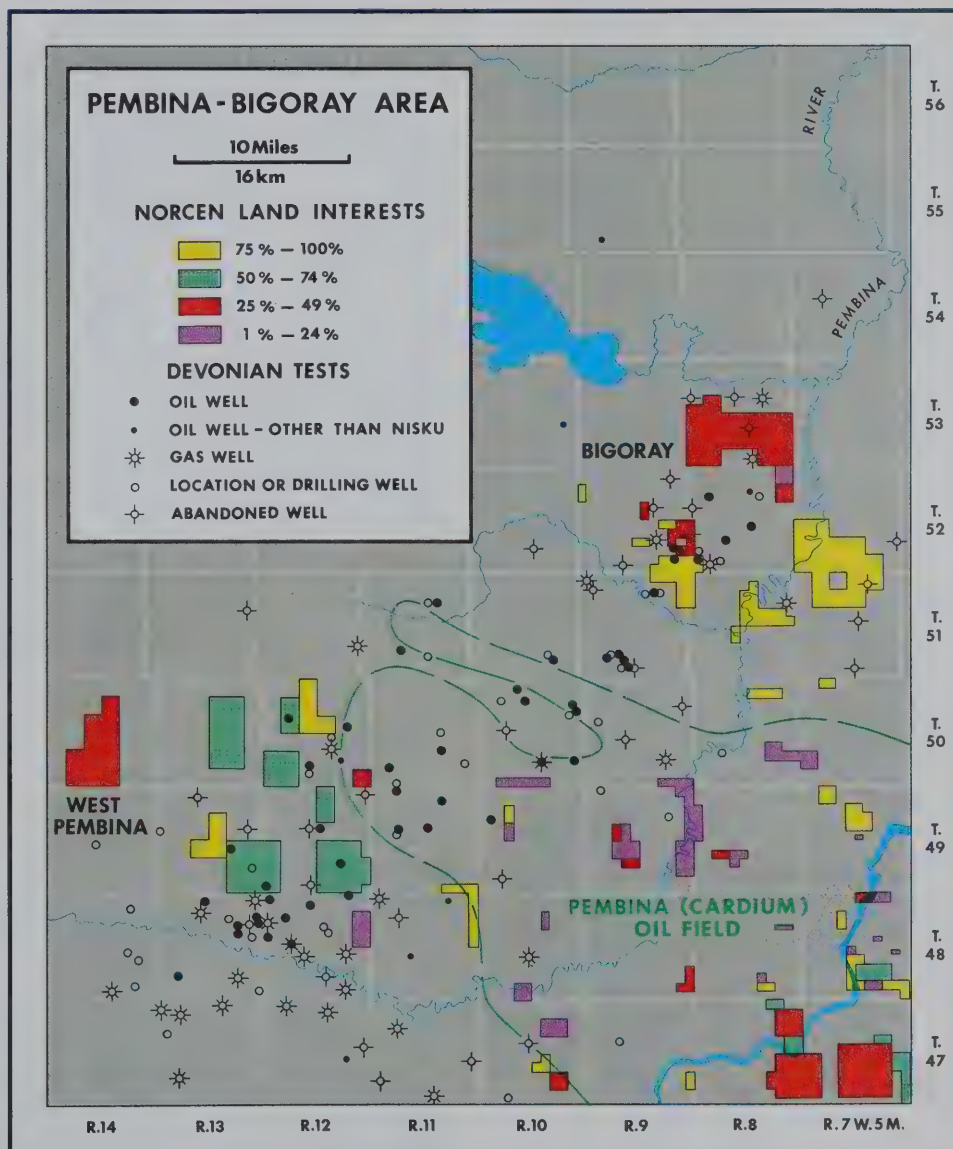 PEMBINA-BIGORAY AREA
10 Miles
16 km
NORCEN LAND INTERESTS
75 % — 100%
50 % — 74 %
25 % — 49 %
1 % — 24 %
DEVONIAN TESTS
OIL WELL
OIL WELL - OTHER THAN NISKU
GAS WELL
LOCATION OR DRILLING WELL
ABANDONED WELL
RIVER
PEMBINA
BIGORAY
WEST
PEMBINA
PEMBINA (CARDIUM)
OIL FIELD
T.
56
T.
55
T.
54
T.
53
T.
52
T.
51
T.
50
T.
49
T.
48
T.
47
R.14
R.13
R.12
R.11
R.10
R.9
R.8
R.7 W.5 M.